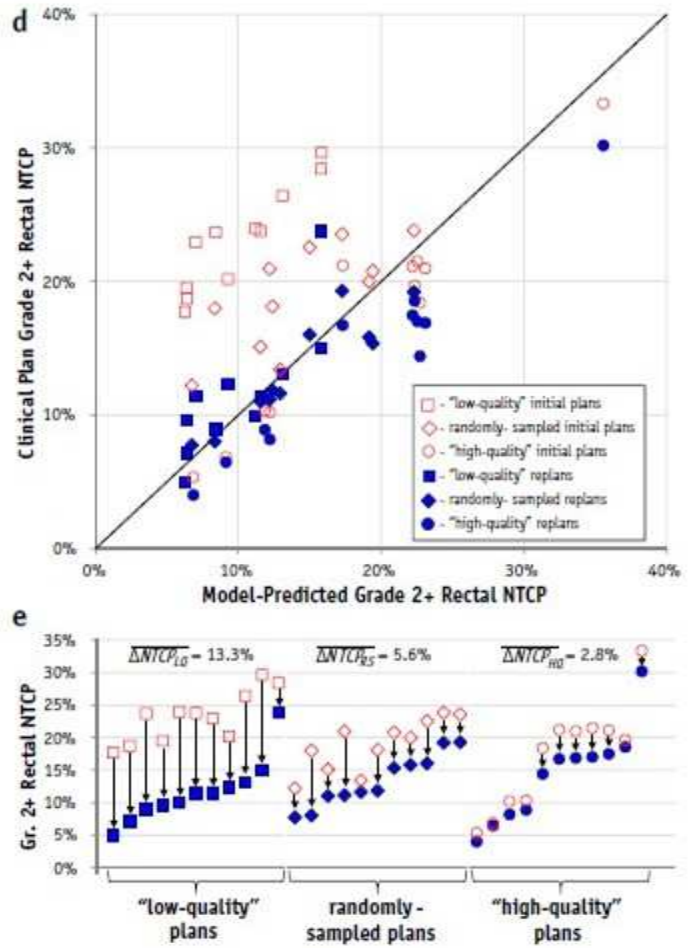 d
40%
30%
20%
10%
0%
Clinical Plan Grade 2+ Rectal NTCP
□ - "low-quality" initial plans
◇ - randomly- sampled initial plans
○ - "high-quality" initial plans
■ - "low-quality" replans
◆ - randomly- sampled replans
● - "high-quality" replans
0% 10% 20% 30% 40%
Model-Predicted Grade 2+ Rectal NTCP
e
35%
30%
25%
20%
15%
10%
5%
0%
Gr. 2+ Rectal NTCP
ΔNTCP_LQ = 13.3% ΔNTCP_RS = 5.6% ΔNTCP_HQ = 2.8%
"low-quality" randomly- "high-quality"
plans sampled plans plans